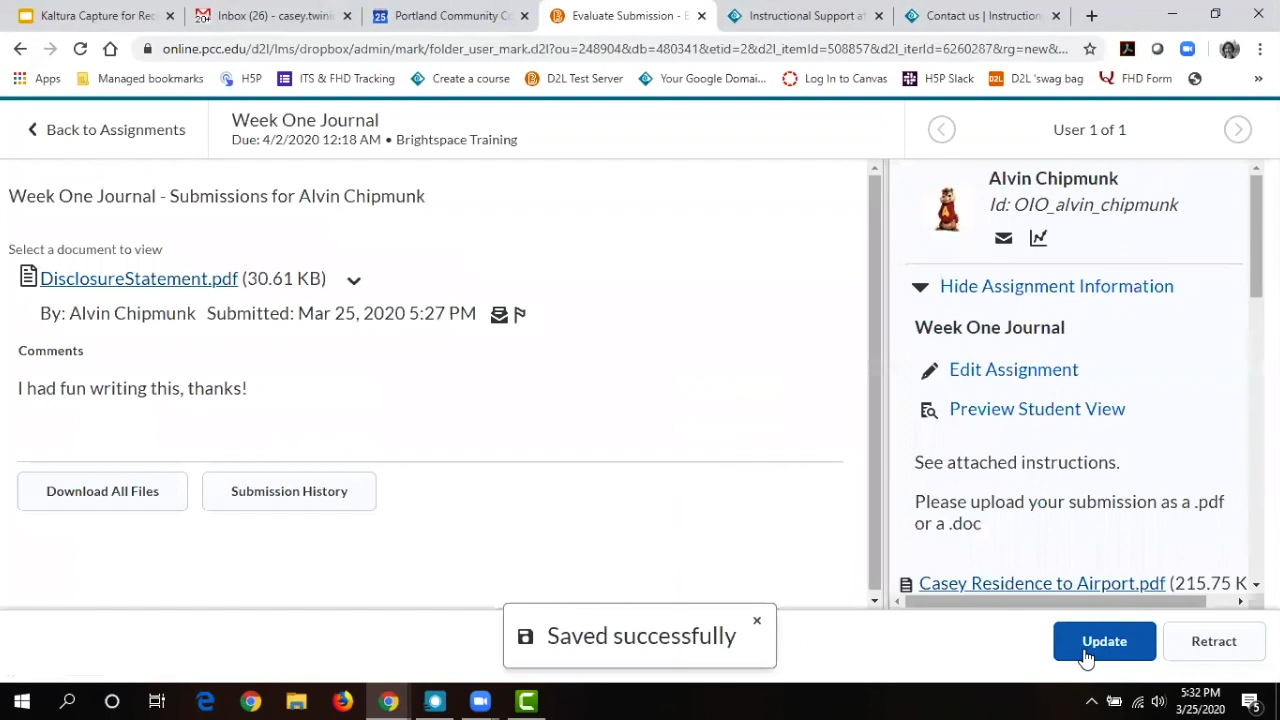 Kaltura Capture for Rec
Inbox (26) - casey.twink
25
Portland Community Co
Evaluate Submission - E
Instructional Support at
Contact us | Instruction
online.pcc.edu/d2l/lms/dropbox/admin/mark/folder_user_mark.d2l?ou=248904&db=480341&etid=2&d2l_itemId=508857&d2l_iterId=6260287&rg=new&...
Apps
Managed bookmarks
H5P
ITS & FHD Tracking
Create a course
D2L Test Server
Your Google Domai...
Log In to Canvas
H5P Slack
D2L 'swag bag
FHD Form
»
Back to Assignments
Week One Journal
Due: 4/2/2020 12:18 AM • Brightspace Training
User 1 of 1
Week One Journal - Submissions for Alvin Chipmunk
Select a document to view
DisclosureStatement.pdf (30.61 KB)
By: Alvin Chipmunk Submitted: Mar 25, 2020 5:27 PM
Comments
I had fun writing this, thanks!
Download All Files
Submission History
Alvin Chipmunk
Id: OIO_alvin_chipmunk
Hide Assignment Information
Week One Journal
Edit Assignment
Preview Student View
See attached instructions.
Please upload your submission as a .pdf
or a .doc
Casey Residence to Airport.pdf (215.75 K
Saved successfully
Update
Retract
5:32 PM
3/25/2020
5